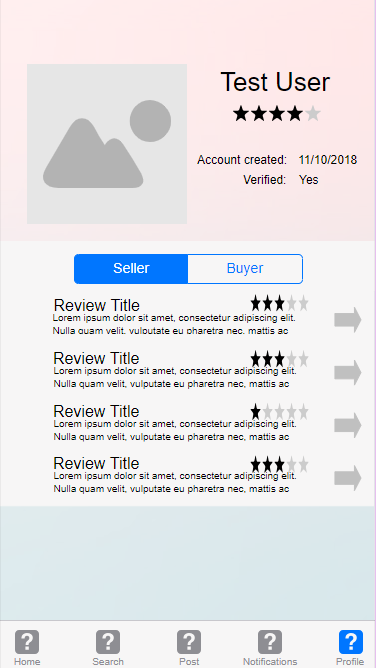 Test User
Account created: 11/10/2018
Verified: Yes
Seller Buyer
Review Title
Lorem ipsum dolor sit amet, consectetur adipiscing elit.
Nulla quam velit, vulputate eu pharetra nec, mattis ac
Review Title
Lorem ipsum dolor sit amet, consectetur adipiscing elit.
Nulla quam velit, vulputate eu pharetra nec, mattis ac
Review Title
Lorem ipsum dolor sit amet, consectetur adipiscing elit.
Nulla quam velit, vulputate eu pharetra nec, mattis ac
Review Title
Lorem ipsum dolor sit amet, consectetur adipiscing elit.
Nulla quam velit, vulputate eu pharetra nec, mattis ac
? ? ? ? ?
Home Search Post Notifications Profile